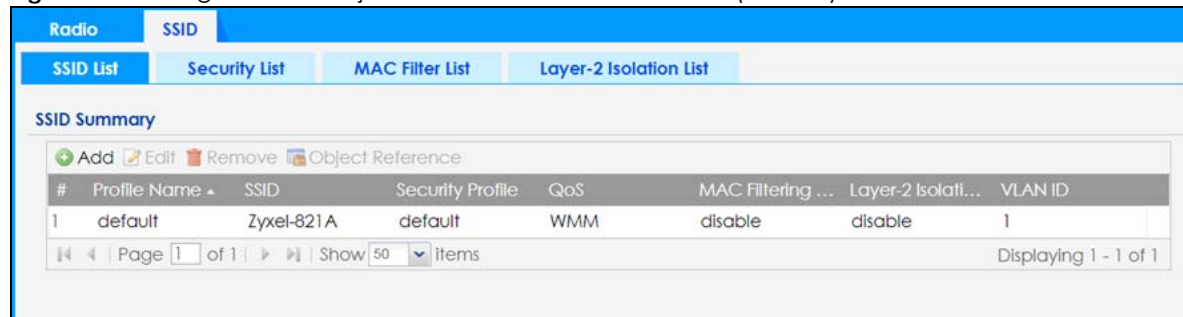 Radio SSID
SSID List Security List MAC Filter List Layer-2 Isolation List
SSID Summary
Add Edit Remove Object Reference
# Profile Name SSID Security Profile QoS MAC Filtering ... Layer-2 Isolati... VLAN ID
1 default Zyxel-821A default WMM disable disable 1
Page 1 of 1 Show 50 items Displaying 1 - 1 of 1